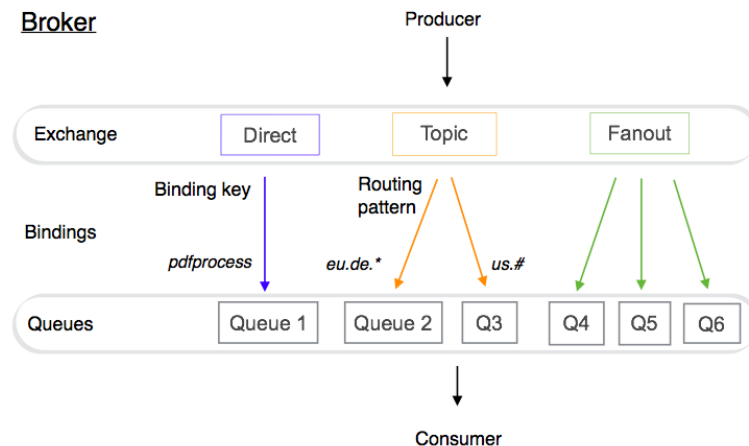 Broker
Producer
Exchange
Direct
Topic
Fanout
Binding key
Routing
pattern
Bindings
pdfprocess
eu.de.*
us.#
Queues
Queue 1
Queue 2
Q3
Q4
Q5
Q6
Consumer